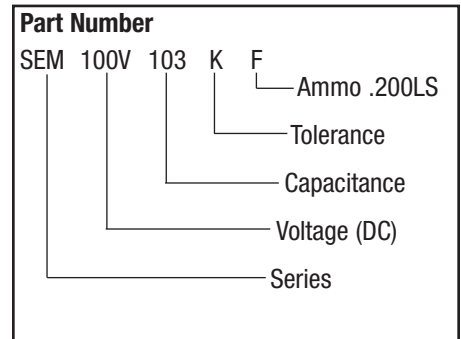 Part Number
SEM 100V 103 K F
Ammo .200LS
Tolerance
Capacitance
Voltage (DC)
Series